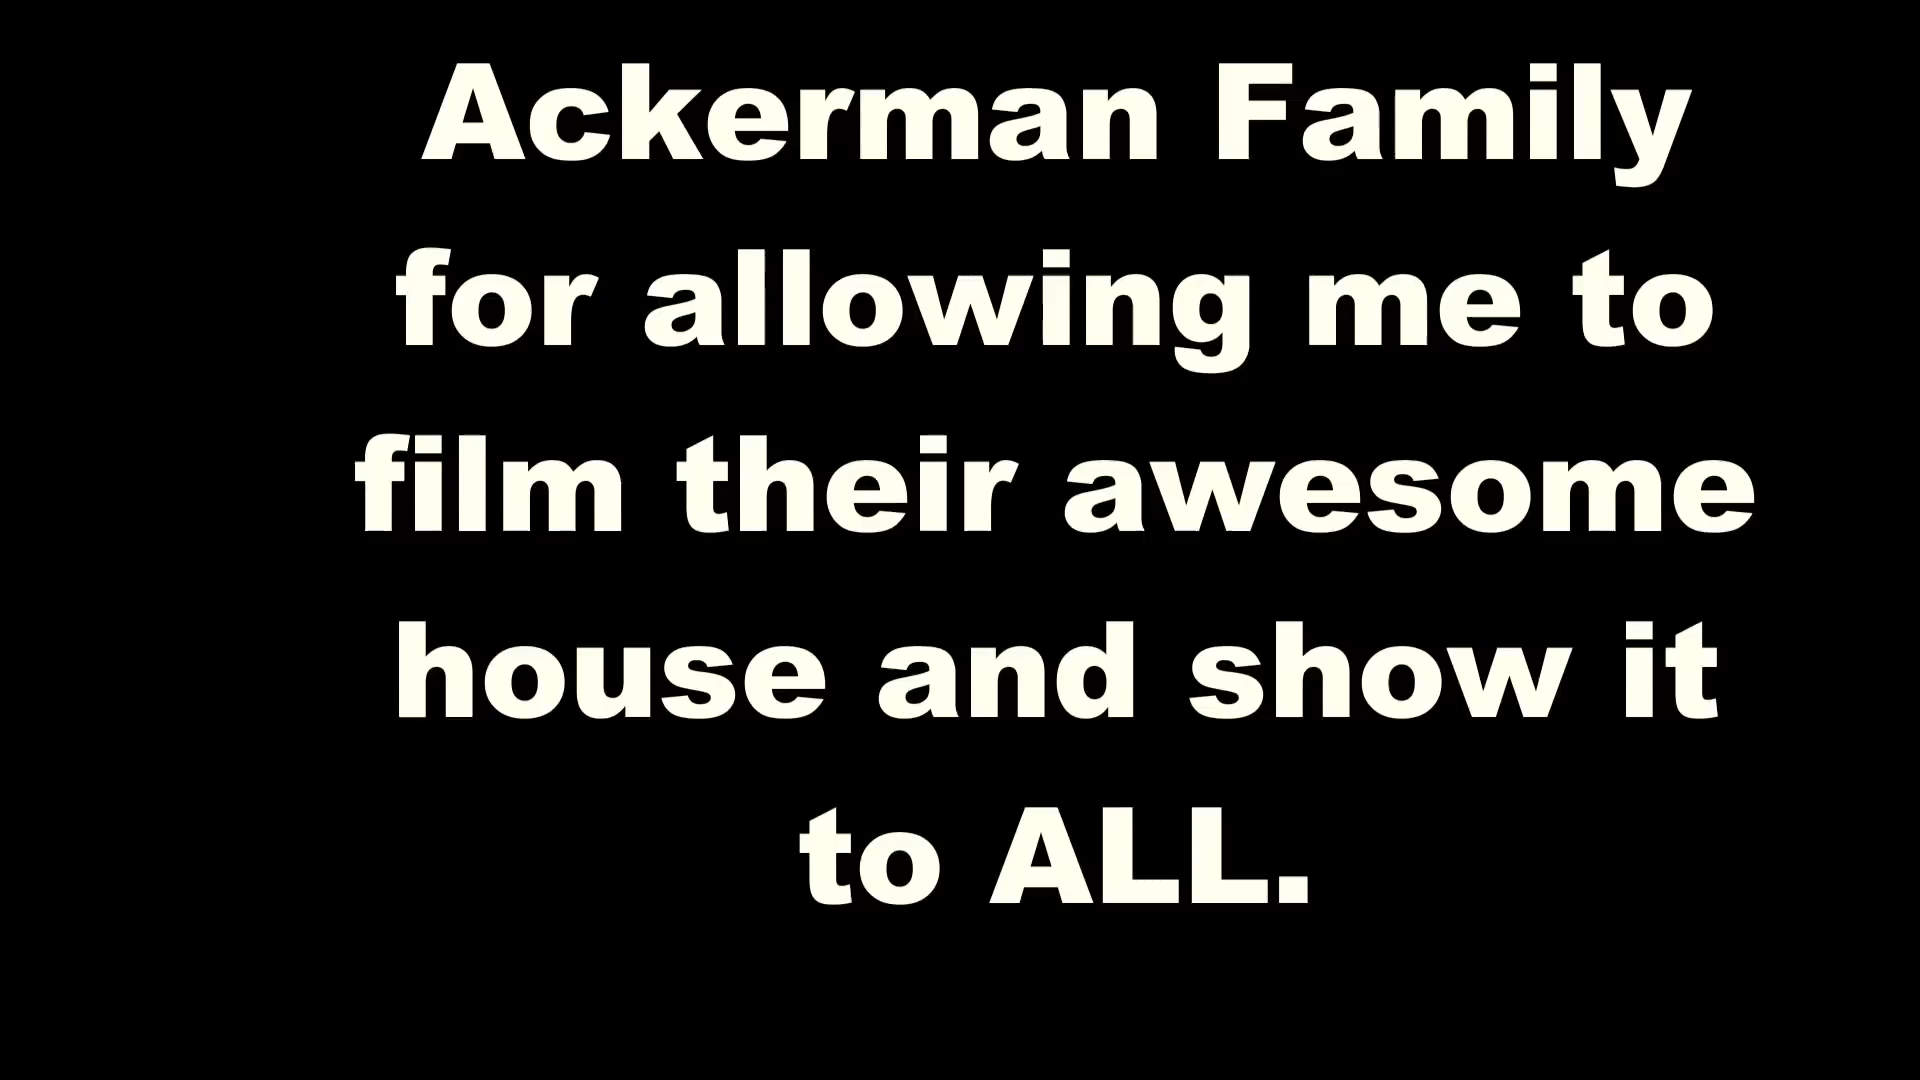 Ackerman Family
for allowing me to
film their awesome
house and show it
to ALL.